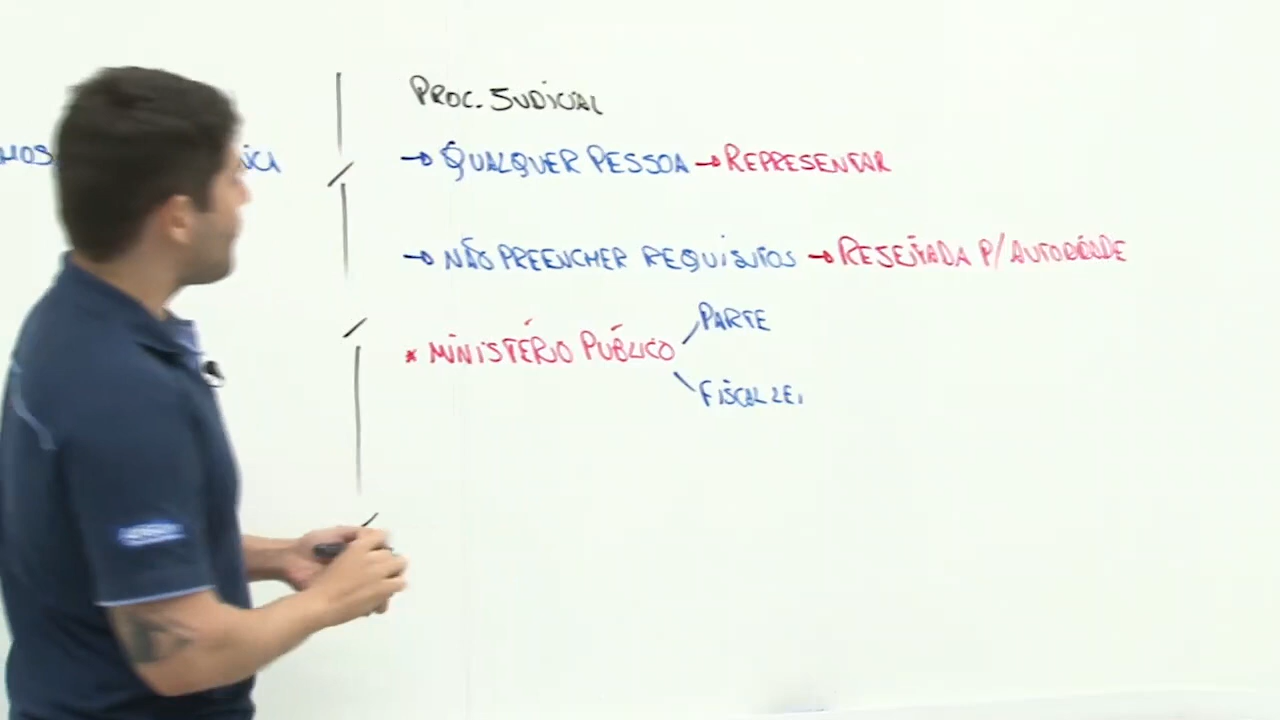 PROC. JUDICIAL
→ QUALQUER PESSOA → REPRESENTAR
→ NÃO PREENCHER REQUISITOS → REJEITADA P/ AUTORIDADE
* MINISTÉRIO PÚBLICO
PARTE
FISCAL LEI